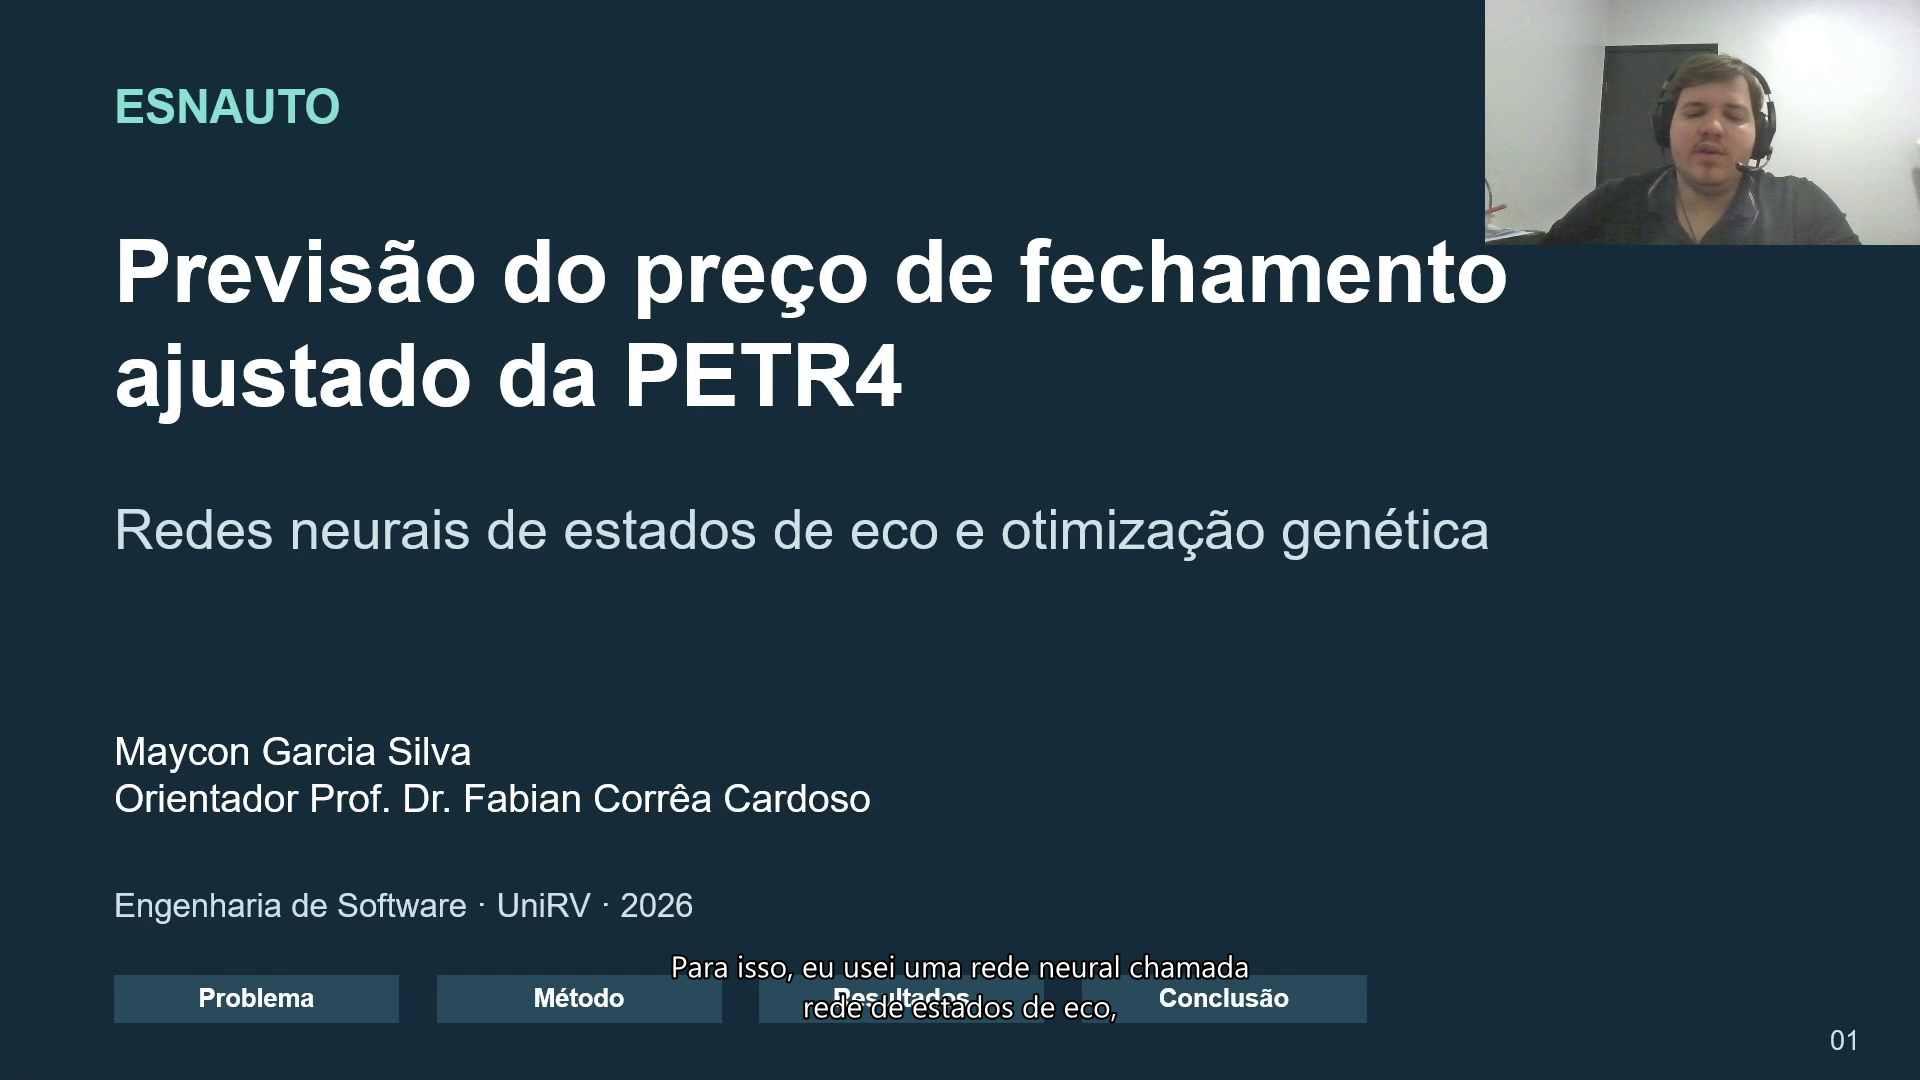 ESNAUTO
Previsão do preço de fechamento
ajustado da PETR4
Redes neurais de estados de eco e otimização genética
Maycon Garcia Silva
Orientador Prof. Dr. Fabian Corrêa Cardoso
Engenharia de Software · UniRV · 2026
Para isso, eu usei uma rede neural chamada
rede de estados de eco,
Problema
Método
Resultados
Conclusão
01